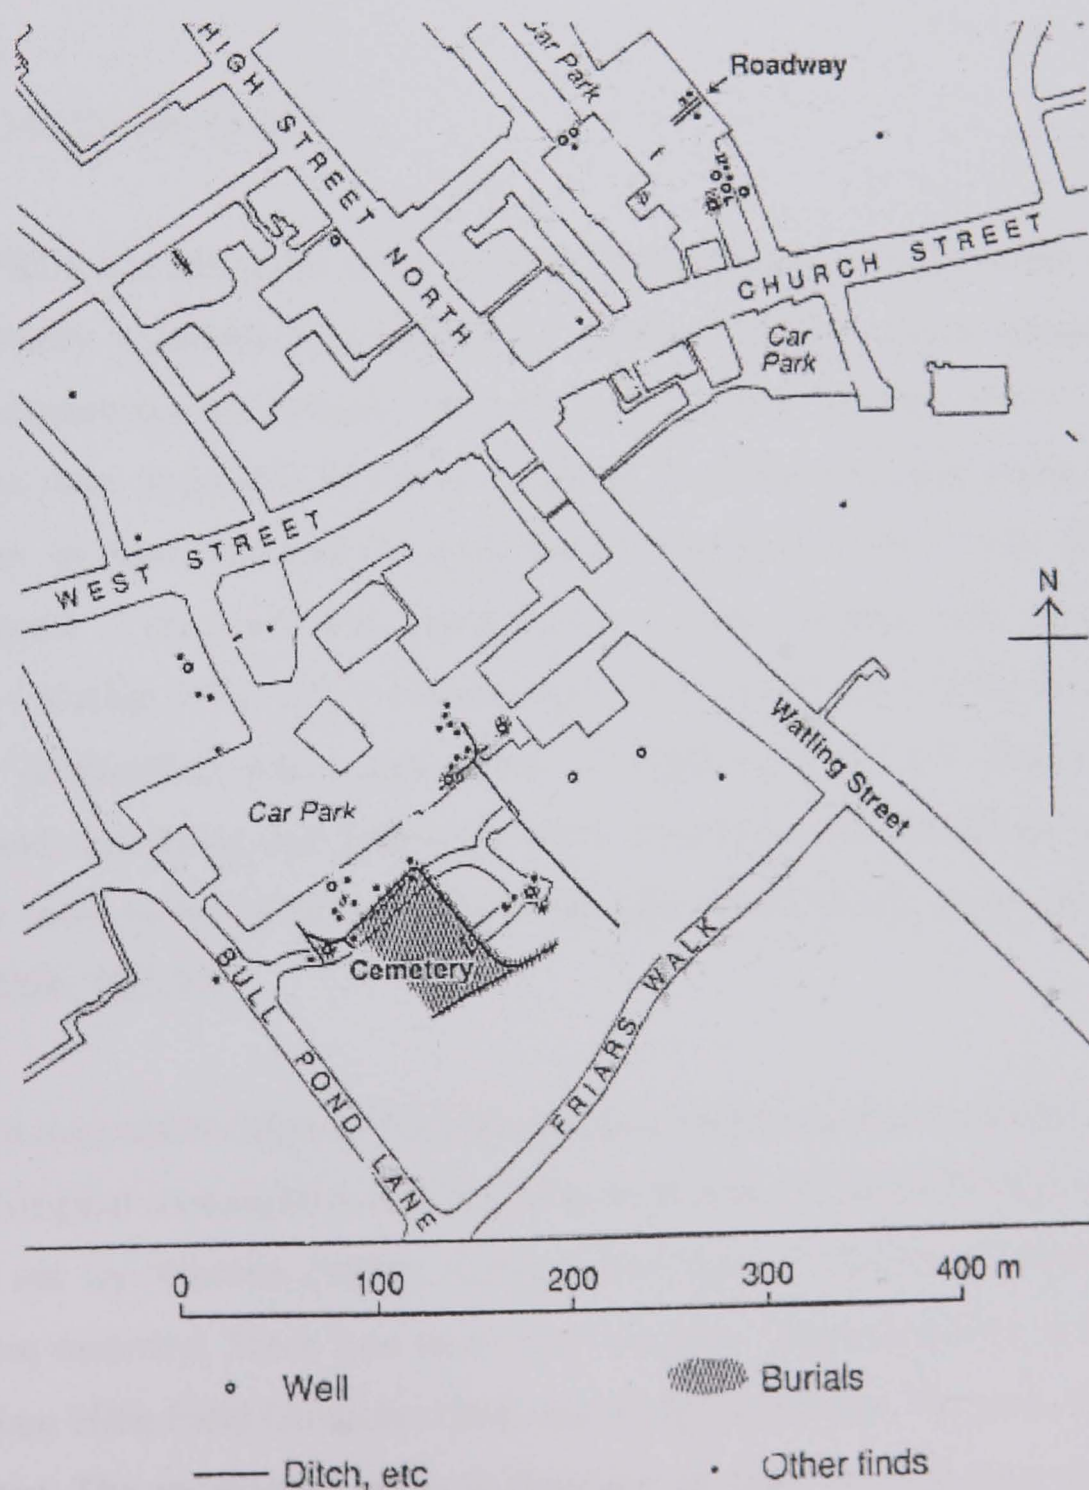 HIGH STREET NORTH
Car Park
Roadway
CHURCH STREET
Car
Park
WEST STREET
N
Watling Street
Car Park
Cemetery
BULL POND LANE
FRIARS WALK
0 100 200 300 400 m
Well
Burials
Ditch, etc
Other finds